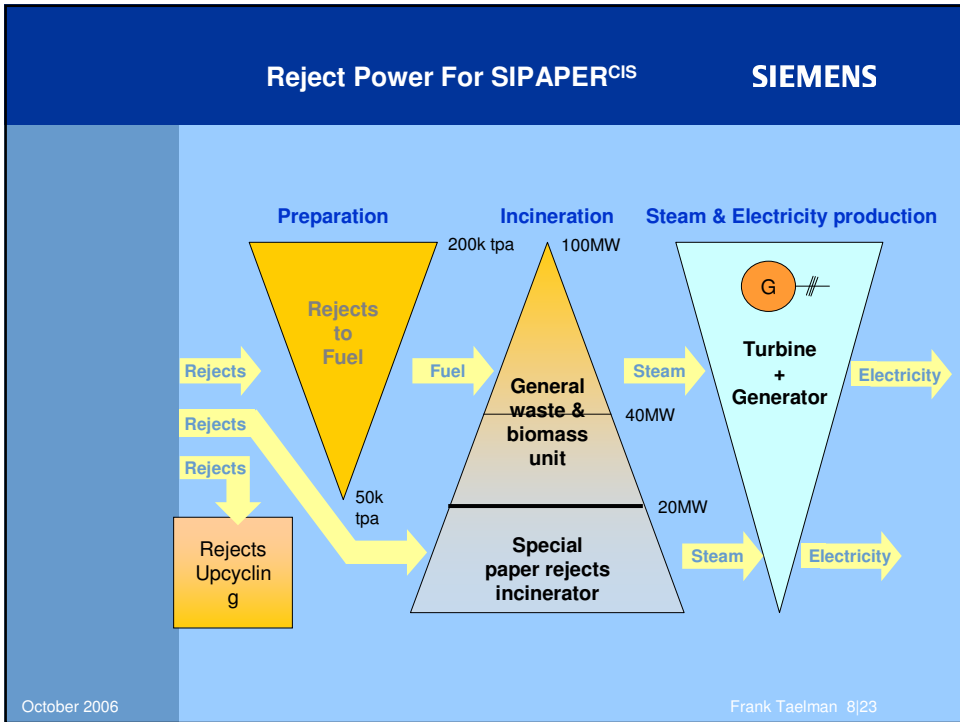 Reject Power For SIPAPERCIS
SIEMENS
Preparation
Incineration
Steam & Electricity production
200k tpa
100MW
G
Rejects
to
Fuel
Turbine
+
Generator
Rejects
Fuel
Steam
Electricity
General
waste &
biomass
unit
40MW
Rejects
Rejects
50k
tpa
20MW
Rejects
Upcyclin
g
Special
paper rejects
incinerator
Steam
Electricity
October 2006
Frank Taelman 8|23